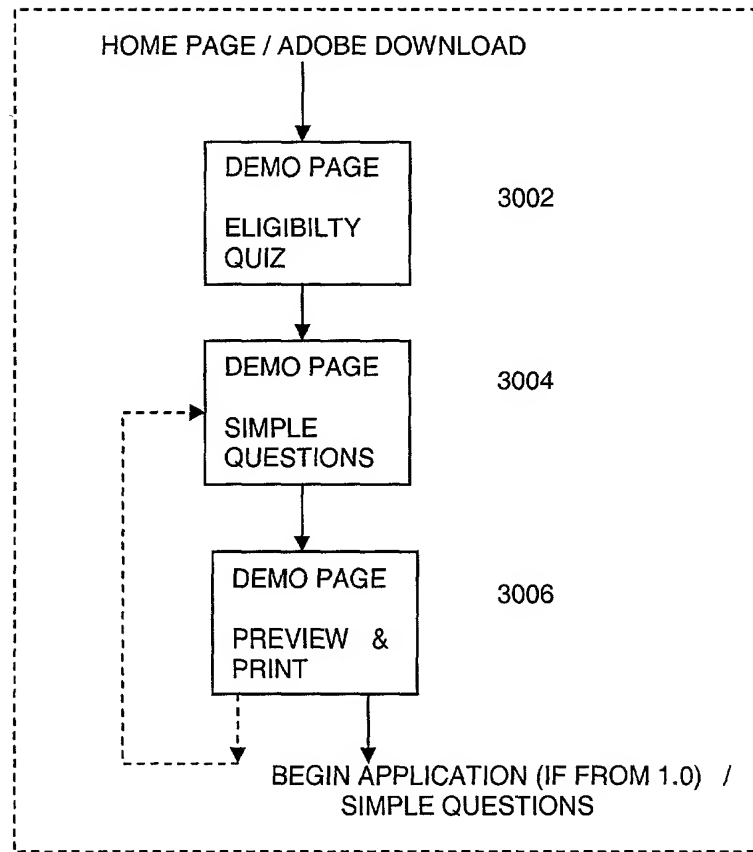 HOME PAGE / ADOBE DOWNLOAD
DEMO PAGE
3002
ELIGIBILTY
QUIZ
DEMO PAGE
3004
SIMPLE
QUESTIONS
DEMO PAGE
3006
PREVIEW &
PRINT
BEGIN APPLICATION (IF FROM 1.0) /
SIMPLE QUESTIONS